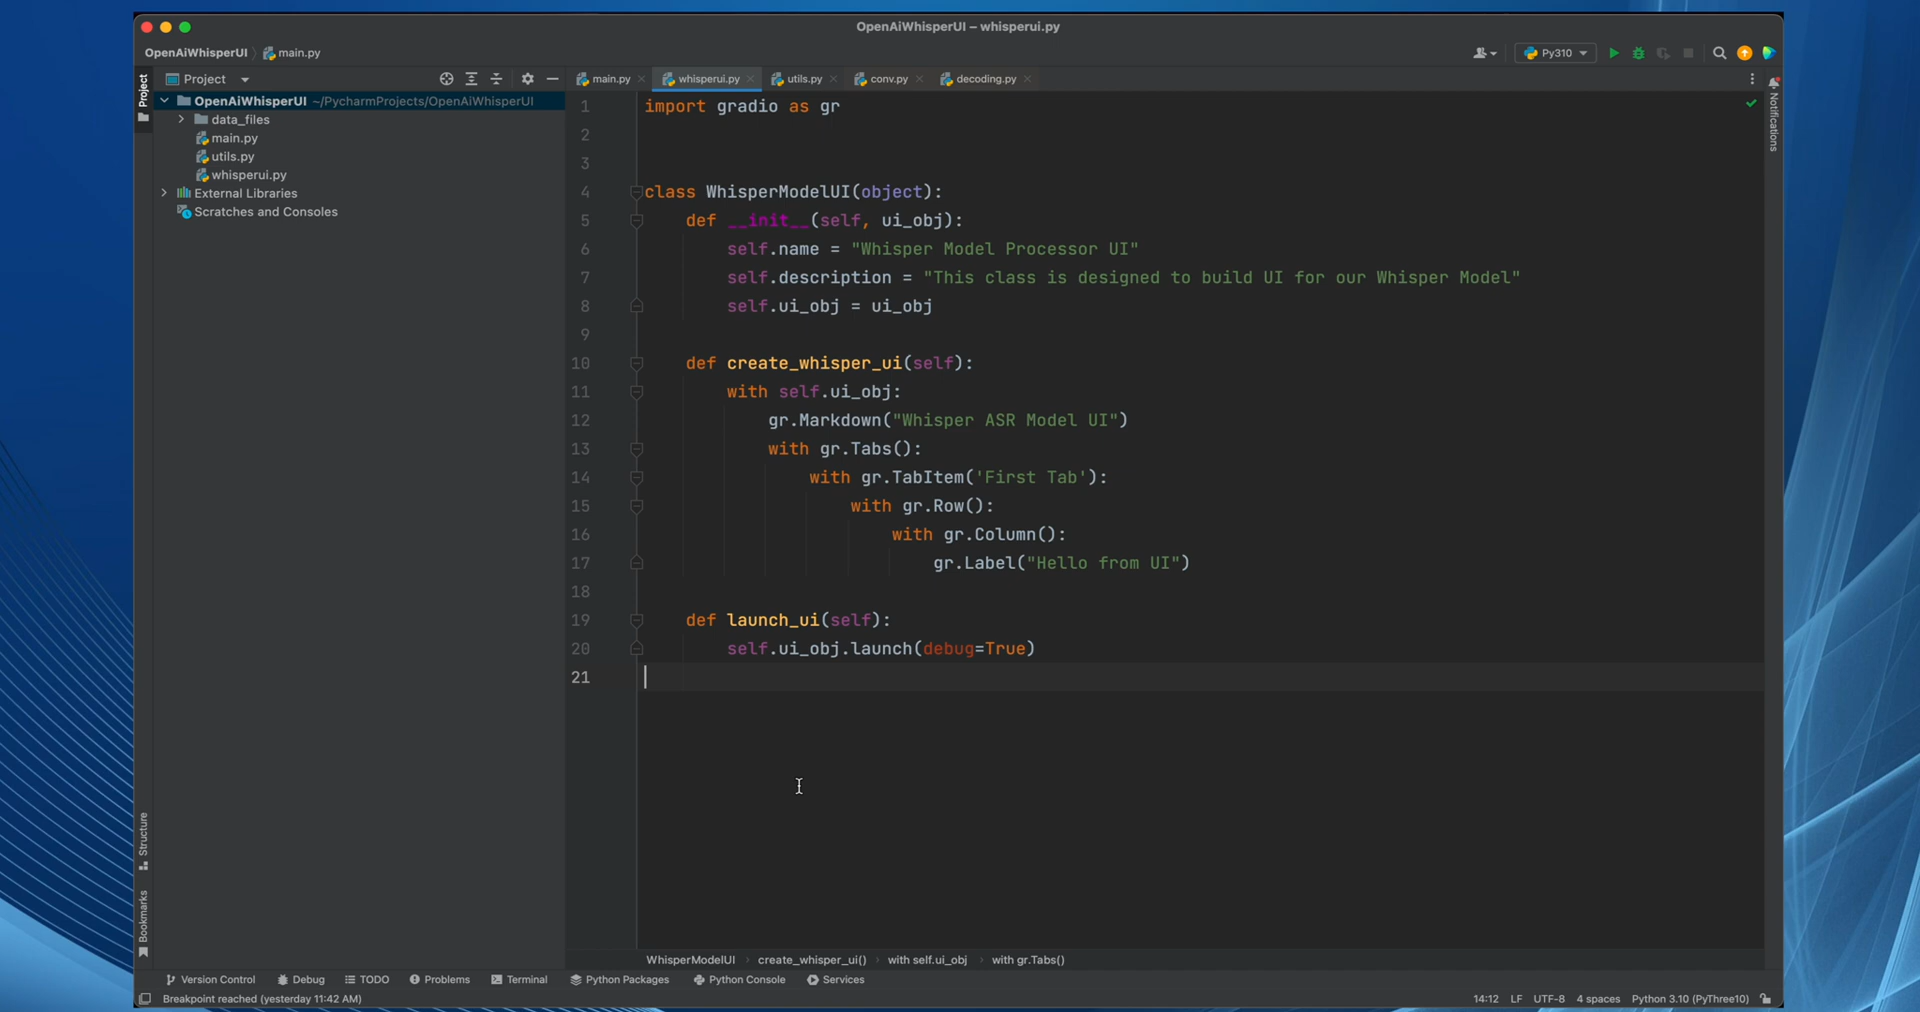 OpenAiWhisperUI – whisperui.py
OpenAiWhisperUI main.py
Py310
Project
Project
main.py whisperui.py utils.py conv.py decoding.py
Notifications
OpenAiWhisperUI ~/PycharmProjects/OpenAiWhisperUI
data_files
main.py
utils.py
whisperui.py
External Libraries
Scratches and Consoles
1 import gradio as gr
2
3
4 class WhisperModelUI(object):
5 def __init__(self, ui_obj):
6 self.name = "Whisper Model Processor UI"
7 self.description = "This class is designed to build UI for our Whisper Model"
8 self.ui_obj = ui_obj
9
10 def create_whisper_ui(self):
11 with self.ui_obj:
12 gr.Markdown("Whisper ASR Model UI")
13 with gr.Tabs():
14 with gr.TabItem('First Tab'):
15 with gr.Row():
16 with gr.Column():
17 gr.Label("Hello from UI")
18
19 def launch_ui(self):
20 self.ui_obj.launch(debug=True)
21
Structure
Bookmarks
WhisperModelUI create_whisper_ui() with self.ui_obj with gr.Tabs()
Version Control Debug TODO Problems Terminal Python Packages Python Console Services
Breakpoint reached (yesterday 11:42 AM) 14:12 LF UTF-8 4 spaces Python 3.10 (PyThree10)